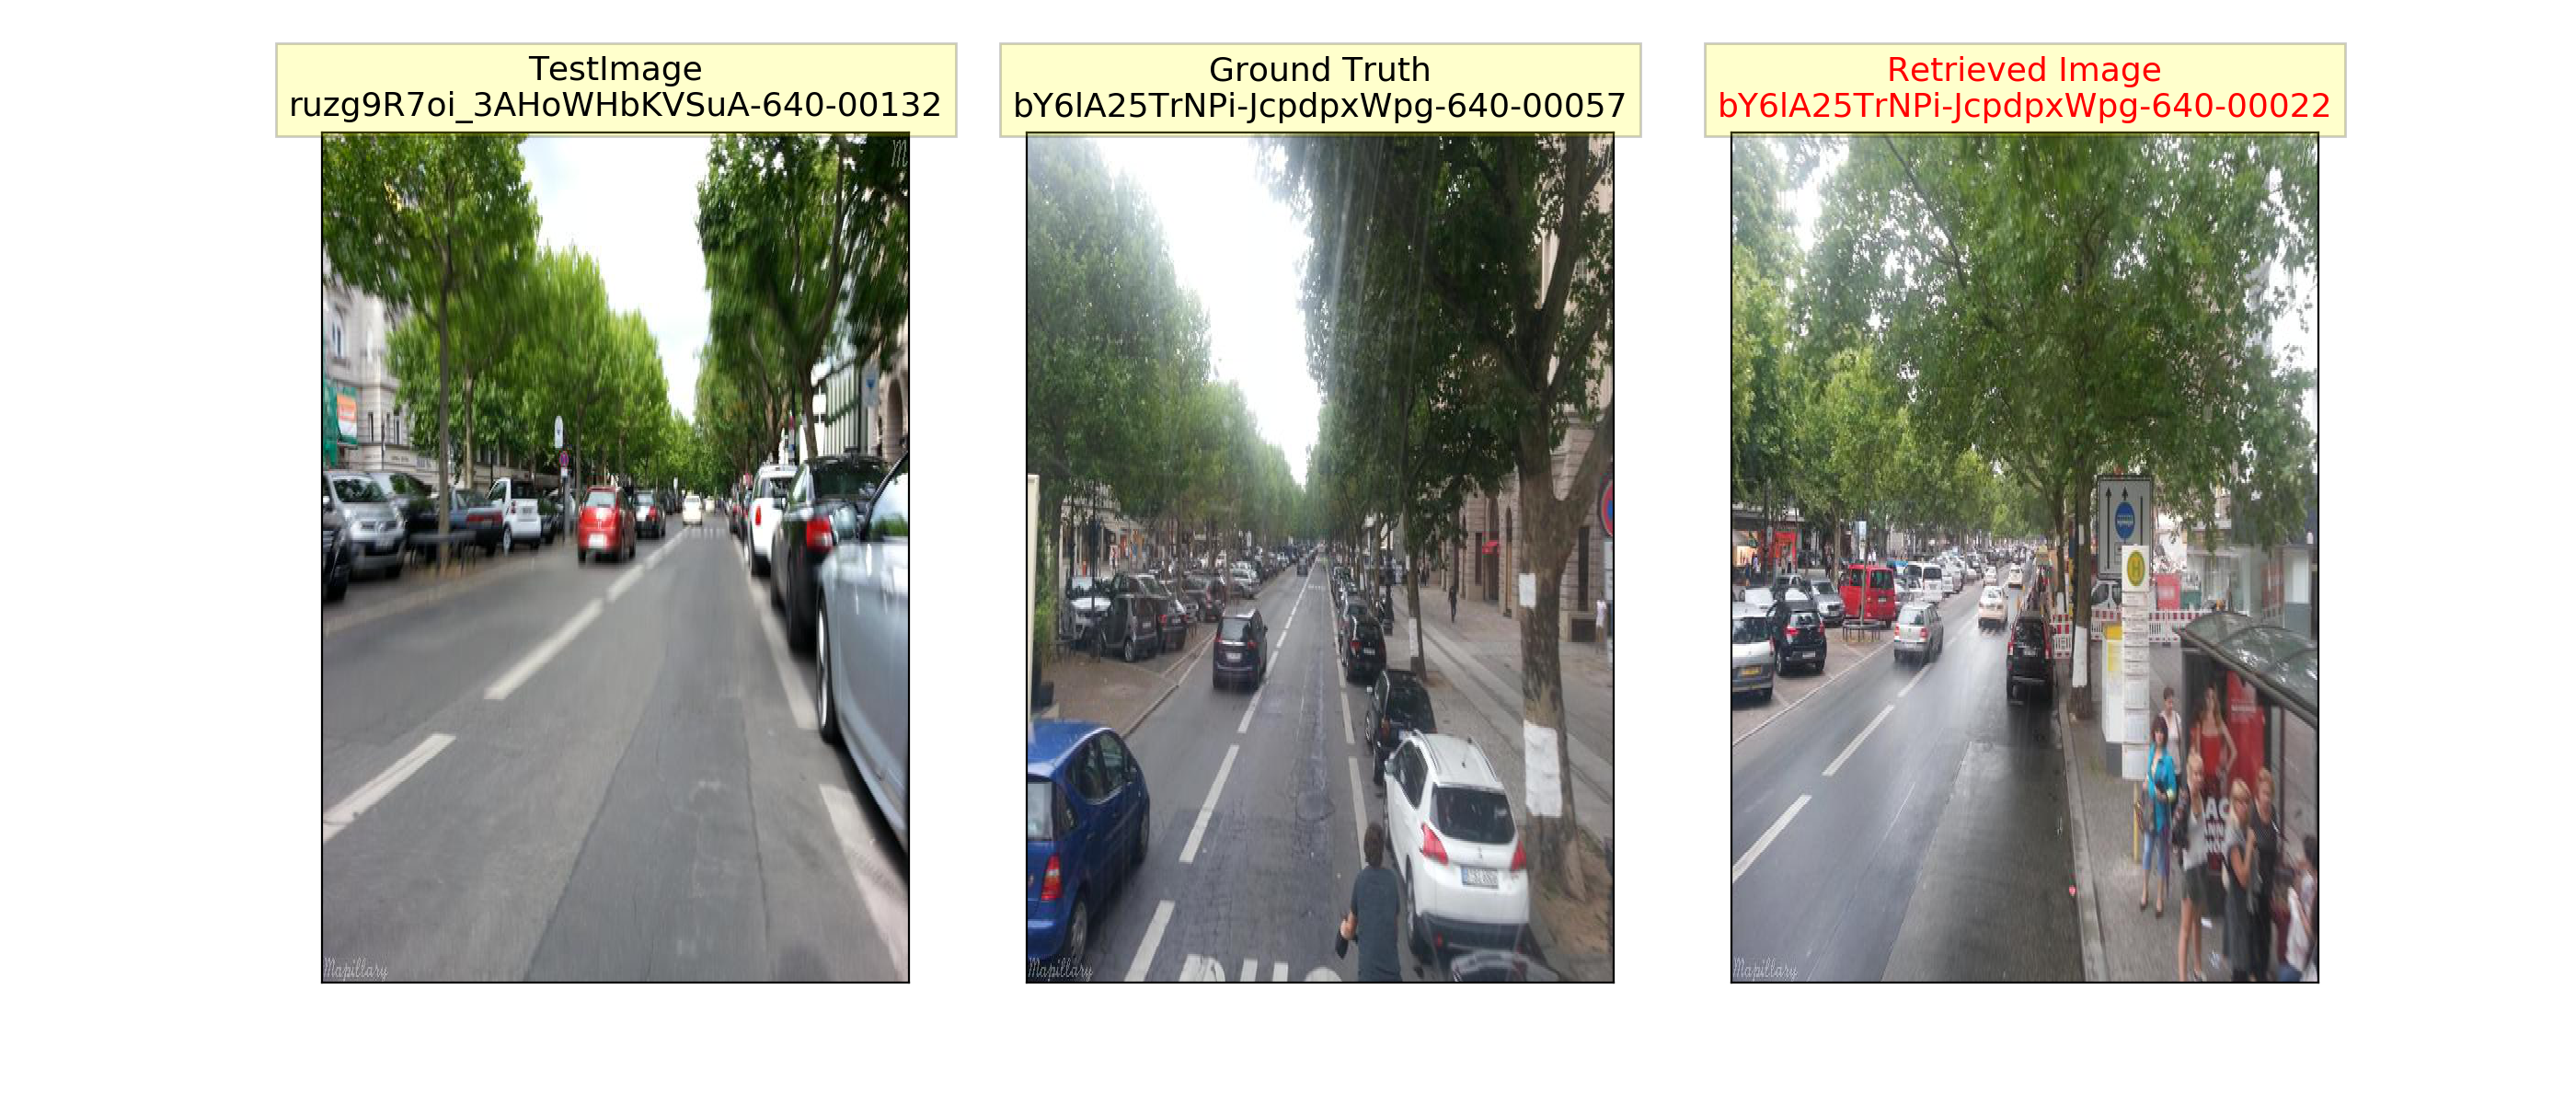 TestImage
ruzg9R7oi_3AHoWHbKVSuA-640-00132
Ground Truth
bY6lA25TrNPi-JcpdpxWpg-640-00057
Retrieved Image
bY6lA25TrNPi-JcpdpxWpg-640-00022
M
H
Mapillary
BUS
Mapillary
Mapillary